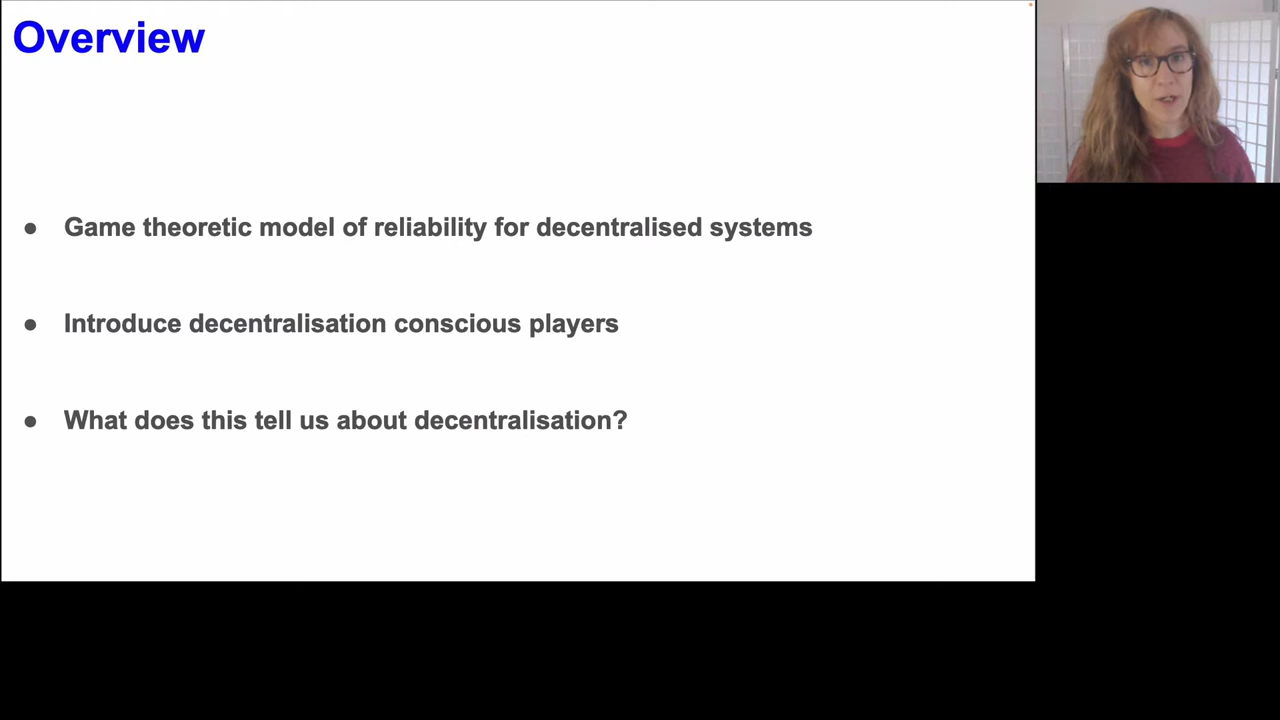 Overview
● Game theoretic model of reliability for decentralised systems
● Introduce decentralisation conscious players
● What does this tell us about decentralisation?